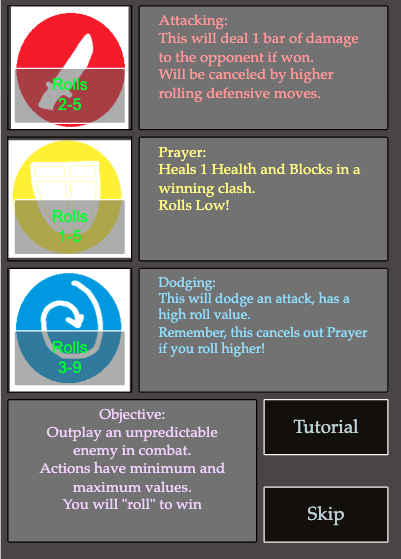 Rolls
2-5
Attacking:
This will deal 1 bar of damage
to the opponent if won.
Will be canceled by higher
rolling defensive moves.
Rolls
1-5
Prayer:
Heals 1 Health and Blocks in a
winning clash.
Rolls Low!
Rolls
3-9
Dodging:
This will dodge an attack, has a
high roll value.
Remember, this cancels out Prayer
if you roll higher!
Objective:
Outplay an unpredictable
enemy in combat.
Actions have minimum and
maximum values.
You will "roll" to win
Tutorial
Skip